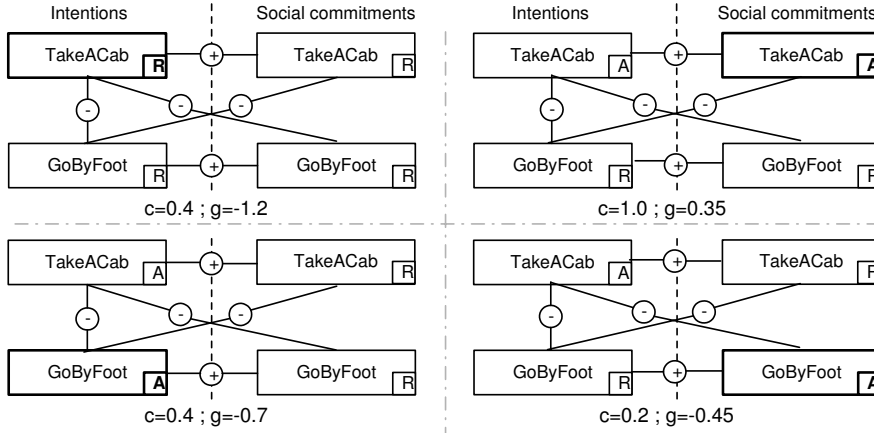 Intentions Social commitments
TakeACab R + TakeACab R
- - -
GoByFoot R + GoByFoot R
c=0.4 ; g=-1.2
Intentions Social commitments
TakeACab A + TakeACab A
- - -
GoByFoot R + GoByFoot
c=1.0 ; g=0.35
TakeACab A + TakeACab R
- - -
GoByFoot A + GoByFoot R
c=0.4 ; g=-0.7
TakeACab A + TakeACab
- - -
GoByFoot R + GoByFoot A
c=0.2 ; g=-0.45